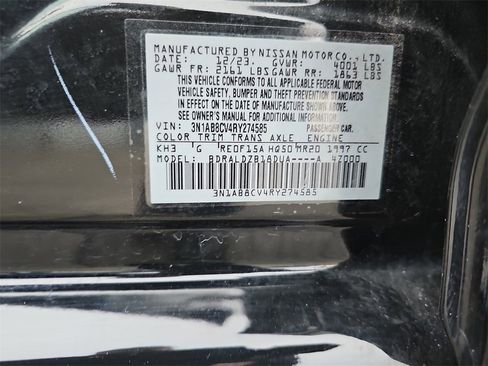 MANUFACTURED BY NISSAN MOTOR CO., LTD.
DATE: 12/23. GVWR: 4001 LBS
GAWR FR: 2161 LBS GAWR RR: 1863 LBS
THIS VEHICLE CONFORMS TO ALL APPLICABLE FEDERAL MOTOR
VEHICLE SAFETY, BUMPER AND THEFT PREVENTION STANDARDS
IN EFFECT ON THE DATE OF MANUFACTURE SHOWN ABOVE.
SEE OWNER'S MANUAL FOR ADDITIONAL INFORMATION.
VIN: 3N1AB8CV4RY274585 PASSENGER CAR.
COLOR TRIM TRANS AXLE ENGINE
KH3 G RE0F15A HQ50 MR20 1997 CC
MODEL: BDRALDZB18DUA----A 47000
3N1AB8CV4RY274585